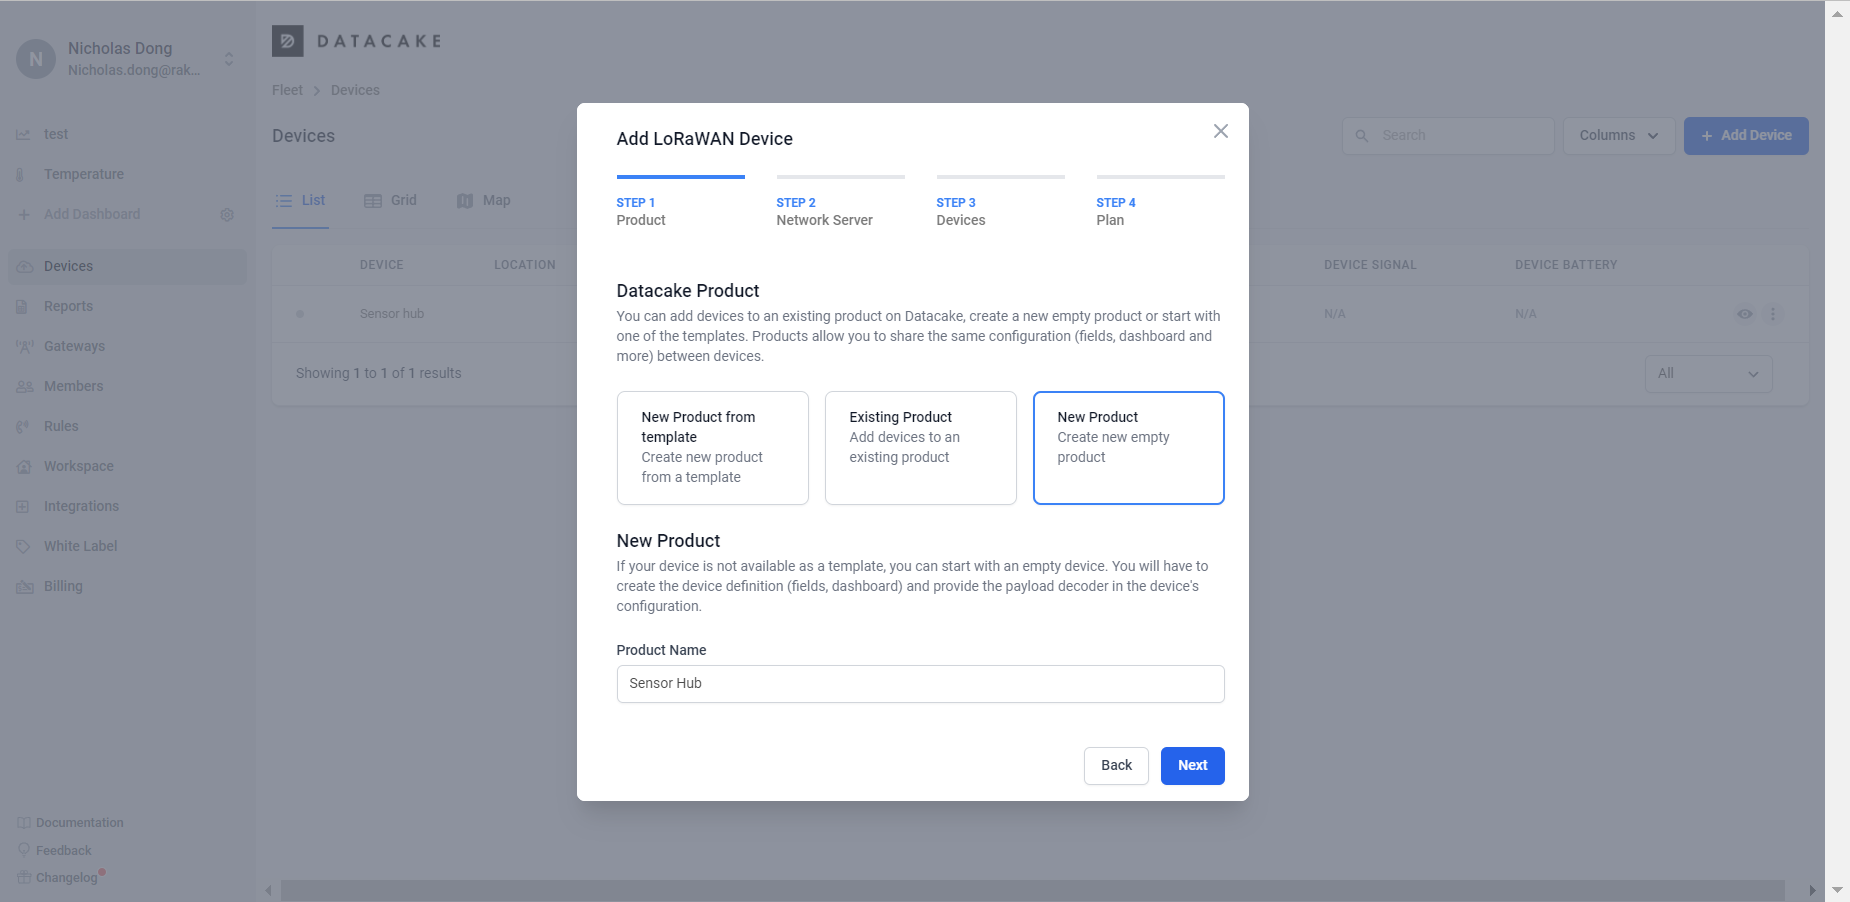 N
Nicholas Dong
Nicholas.dong@rak...
test
Temperature
Add Dashboard
Devices
Reports
Gateways
Members
Rules
Workspace
Integrations
White Label
Billing
Documentation
Feedback
Changelog
DATACAKE
Fleet > Devices
Devices
Search
Columns
+ Add Device
List
Grid
Map
DEVICE LOCATION DEVICE SIGNAL DEVICE BATTERY
Sensor hub N/A N/A
Showing 1 to 1 of 1 results
All
Add LoRaWAN Device
STEP 1
Product
STEP 2
Network Server
STEP 3
Devices
STEP 4
Plan
Datacake Product
You can add devices to an existing product on Datacake, create a new empty product or start with
one of the templates. Products allow you to share the same configuration (fields, dashboard and
more) between devices.
New Product from
template
Create new product
from a template
Existing Product
Add devices to an
existing product
New Product
Create new empty
product
New Product
If your device is not available as a template, you can start with an empty device. You will have to
create the device definition (fields, dashboard) and provide the payload decoder in the device's
configuration.
Product Name
Sensor Hub
Back
Next